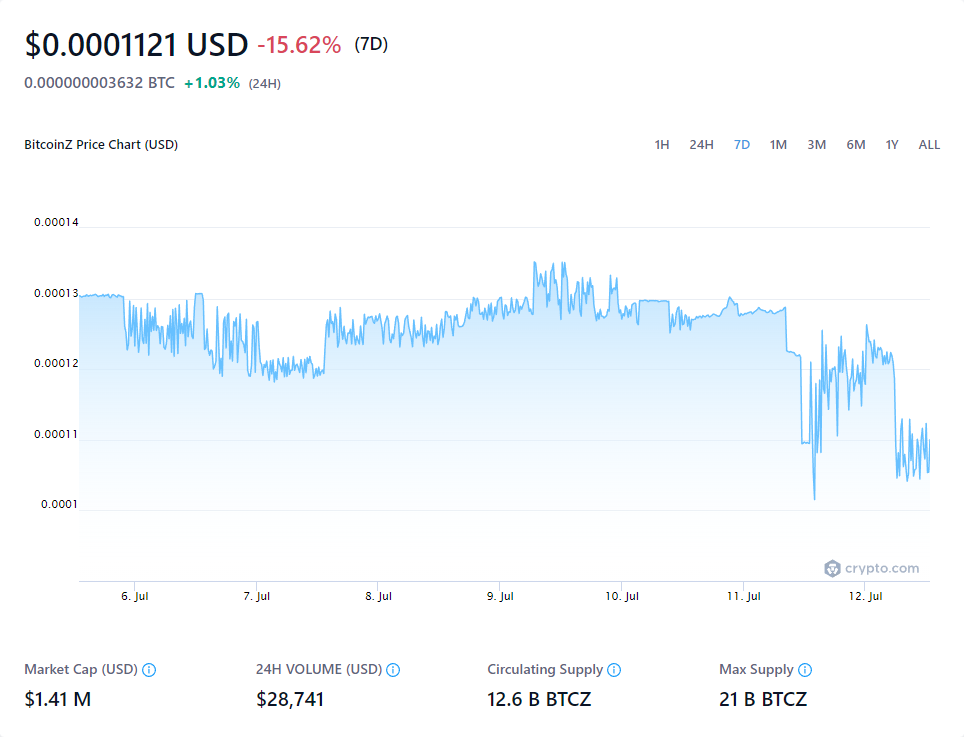 $0.0001121 USD -15.62% (7D)
0.000000003632 BTC +1.03% (24H)
BitcoinZ Price Chart (USD) 1H 24H 7D 1M 3M 6M 1Y ALL
0.00014
0.00013
0.00012
0.00011
0.0001
crypto.com
6. Jul 7. Jul 8. Jul 9. Jul 10. Jul 11. Jul 12. Jul
Market Cap (USD) 24H VOLUME (USD) Circulating Supply Max Supply
$1.41 M $28,741 12.6 B BTCZ 21 B BTCZ